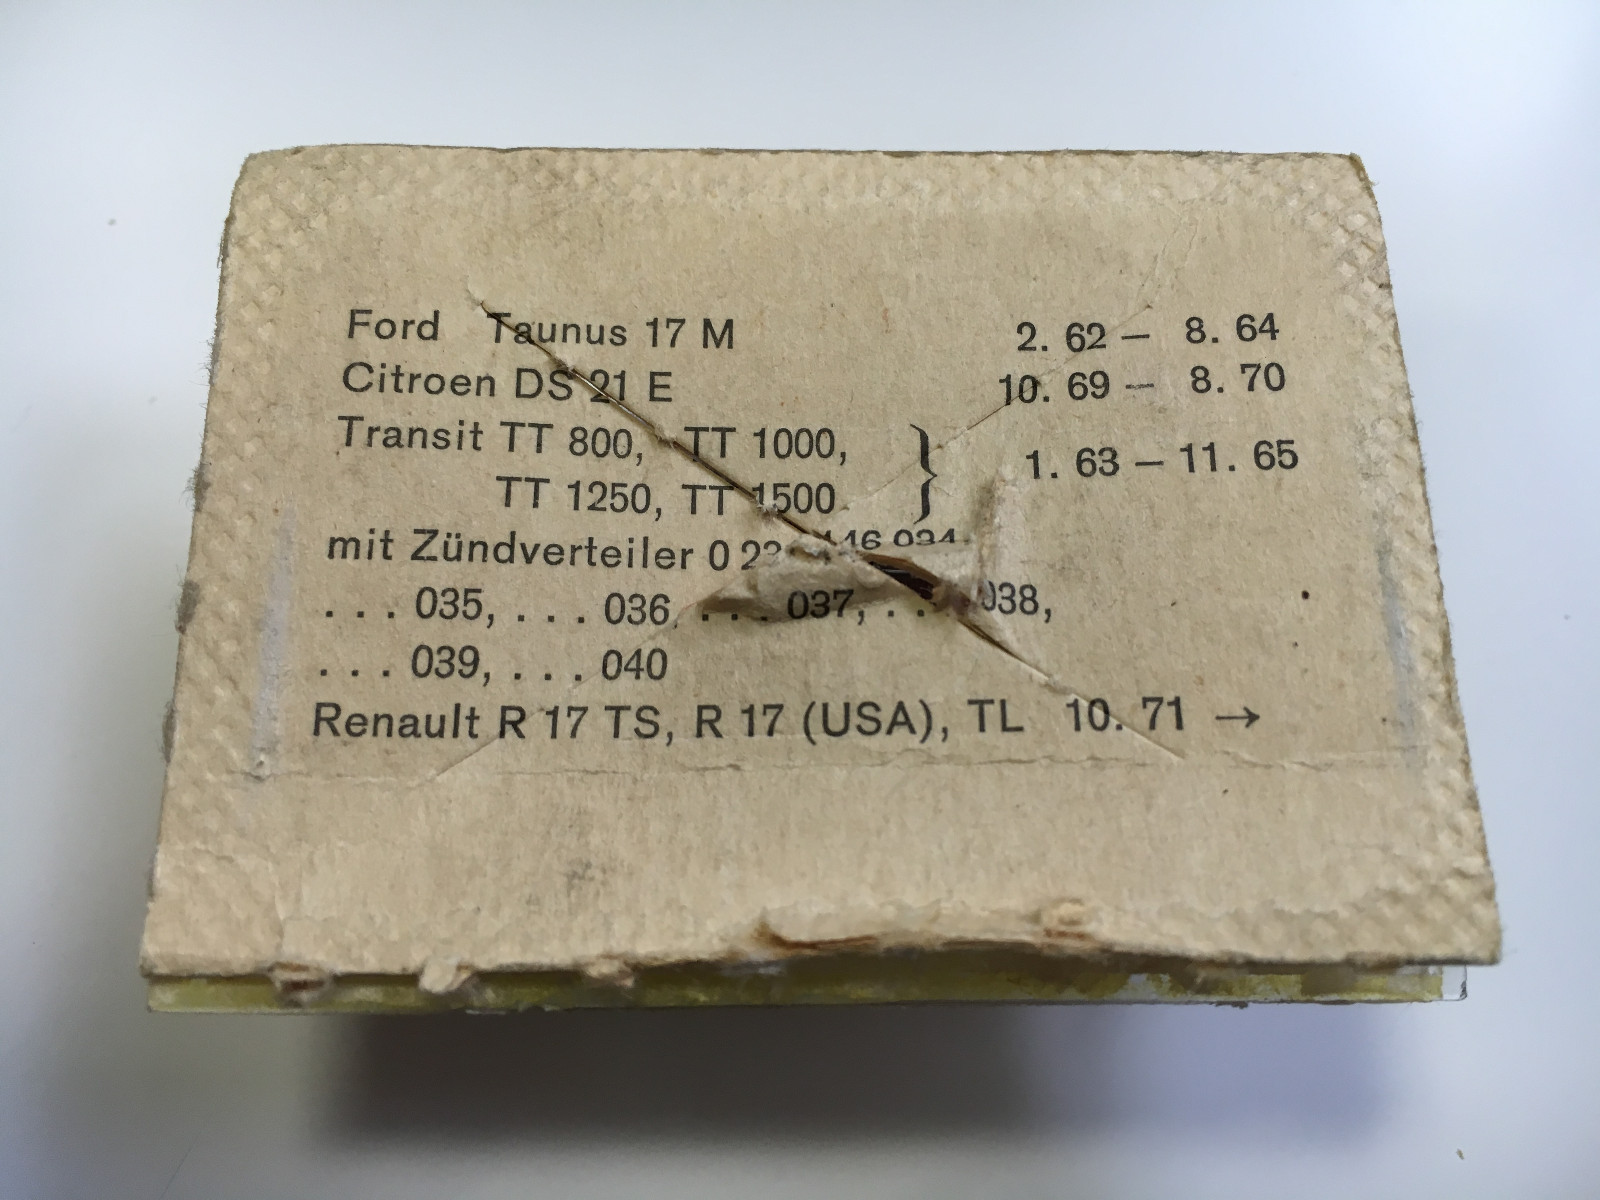 Ford Taunus 17 M 2. 62 — 8. 64
Citroen DS 21 E 10. 69 — 8. 70
Transit TT 800, TT 1000,
TT 1250, TT 1500 } 1. 63 — 11. 65
mit Zündverteiler 0 034
. . . 035, . . . 036, . . . 037, . . . 038,
. . . 039, . . . 040
Renault R 17 TS, R 17 (USA), TL 10. 71 →